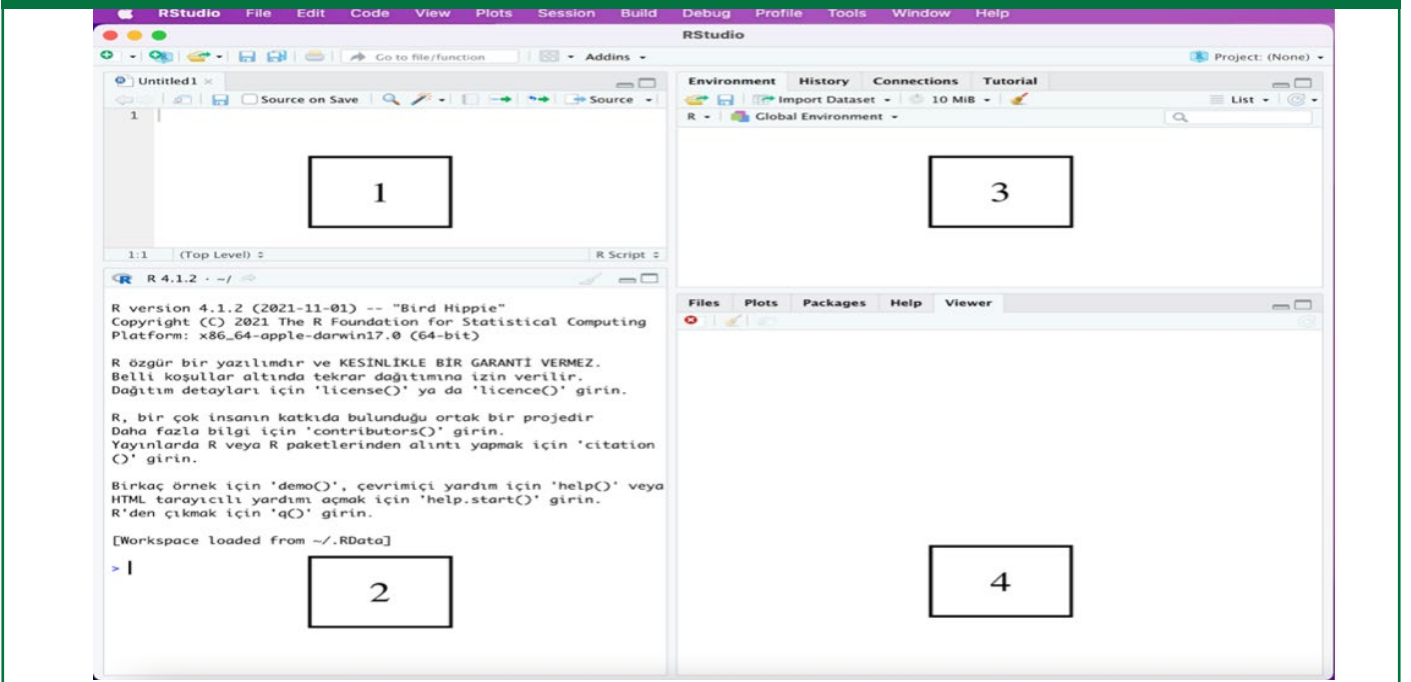 RStudio File Edit Code View Plots Session Build Debug Profile Tools Window Help
RStudio
Go to file/function Addins Project: (None)
Untitled1
Source on Save Source
1
1
1:1 (Top Level) R Script
R 4.1.2 · ~/
R version 4.1.2 (2021-11-01) -- "Bird Hippie"
Copyright (C) 2021 The R Foundation for Statistical Computing
Platform: x86_64-apple-darwin17.0 (64-bit)
R özgür bir yazılımdır ve KESİNLİKLE BİR GARANTİ VERMEZ.
Belli koşullar altında tekrar dağıtımına izin verilir.
Dağıtım detayları için 'license()' ya da 'licence()' girin.
R, bir çok insanın katkıda bulunduğu ortak bir projedir
Daha fazla bilgi için 'contributors()' girin.
Yayınlarda R veya R paketlerinden alıntı yapmak için 'citation
()' girin.
Birkaç örnek için 'demo()', çevrimiçi yardım için 'help()' veya
HTML tarayıcılı yardımı açmak için 'help.start()' girin.
R'den çıkmak için 'q()' girin.
[Workspace loaded from ~/.RData]
>
2
Environment History Connections Tutorial
Import Dataset 10 MiB List
R Global Environment
3
Files Plots Packages Help Viewer
4